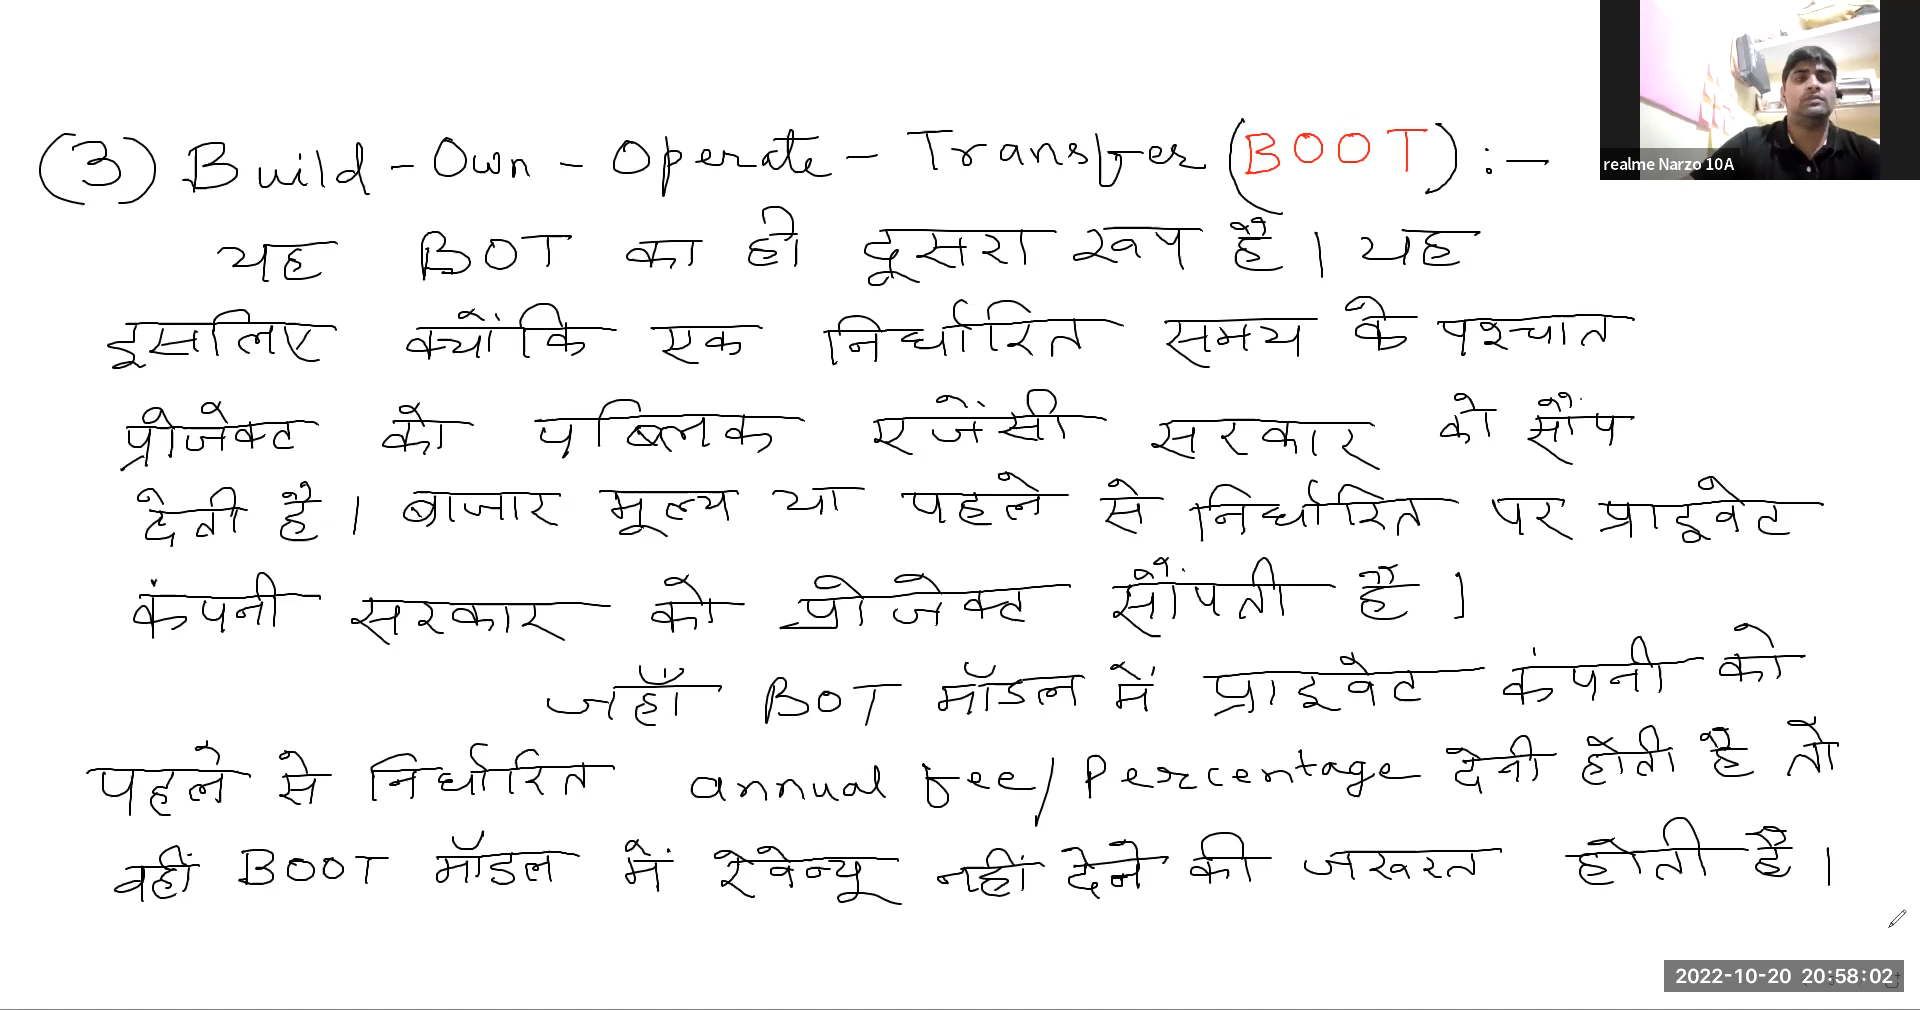 realme Narzo 10A
(3) Build-Own-Operate-Transfer (BOOT) :-
यह BOT का ही दूसरा रूप है। यह
इसलिए क्योंकि एक निर्धारित समय के पश्चात
प्रोजेक्ट को पब्लिक एजेंसी सरकार को सौंप
देती है। बाजार मूल्य या पहले से निर्धारित पर प्राइवेट
कंपनी सरकार को प्रोजेक्ट सौंपती है।
जहाँ BOT मॉडल में प्राइवेट कंपनी को
पहले से निर्धारित annual fee/Percentage देनी होती है तो
वहीं BOOT मॉडल में रेवेन्यू नहीं देने की जरूरत होती है।
2022-10-20 20:58:02